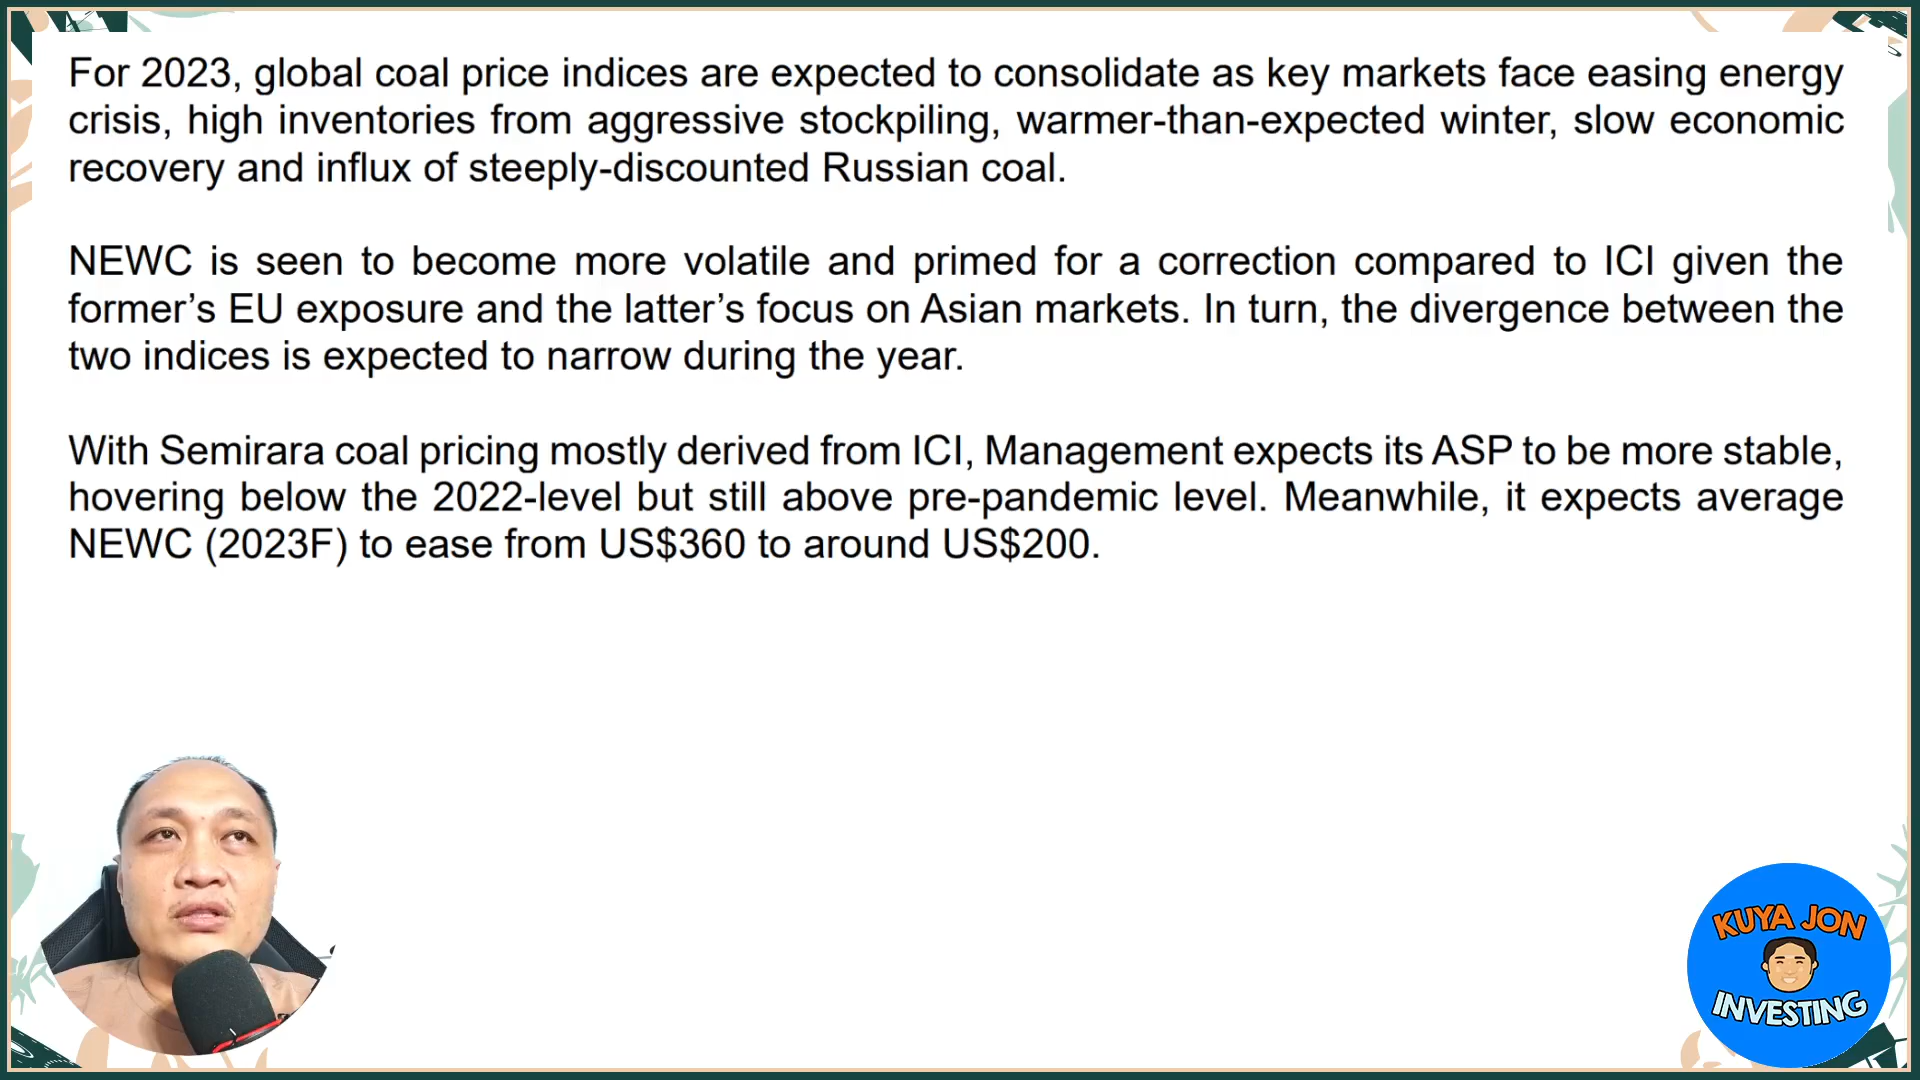 For 2023, global coal price indices are expected to consolidate as key markets face easing energy
crisis, high inventories from aggressive stockpiling, warmer-than-expected winter, slow economic
recovery and influx of steeply-discounted Russian coal.
NEWC is seen to become more volatile and primed for a correction compared to ICI given the
former’s EU exposure and the latter’s focus on Asian markets. In turn, the divergence between the
two indices is expected to narrow during the year.
With Semirara coal pricing mostly derived from ICI, Management expects its ASP to be more stable,
hovering below the 2022-level but still above pre-pandemic level. Meanwhile, it expects average
NEWC (2023F) to ease from US$360 to around US$200.
KUYA JON
INVESTING